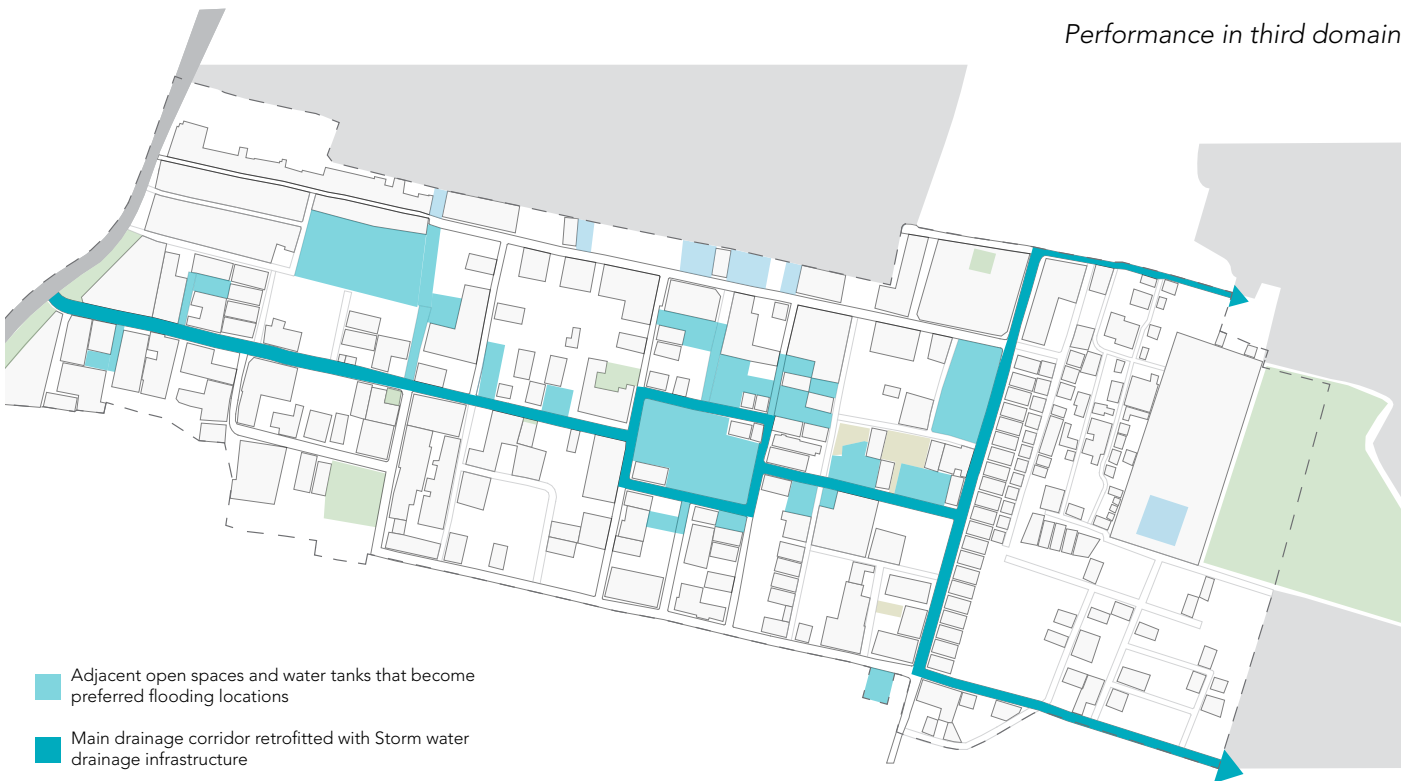 Performance in third domain
Adjacent open spaces and water tanks that become
preferred flooding locations
Main drainage corridor retrofitted with Storm water
drainage infrastructure